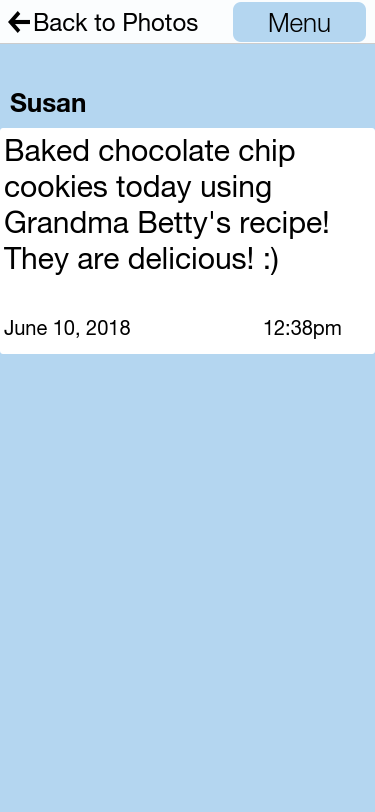 Back to Photos
Menu
Susan
Baked chocolate chip
cookies today using
Grandma Betty's recipe!
They are delicious! :)
June 10, 2018
12:38pm